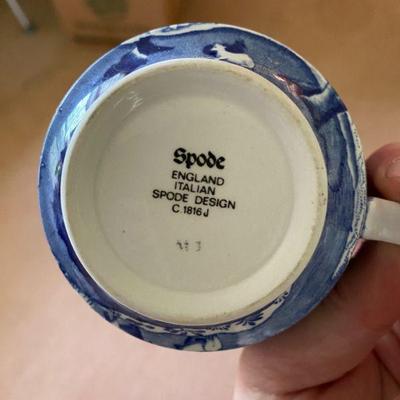 Spode
ENGLAND
ITALIAN
SPODE DESIGN
C.1816J